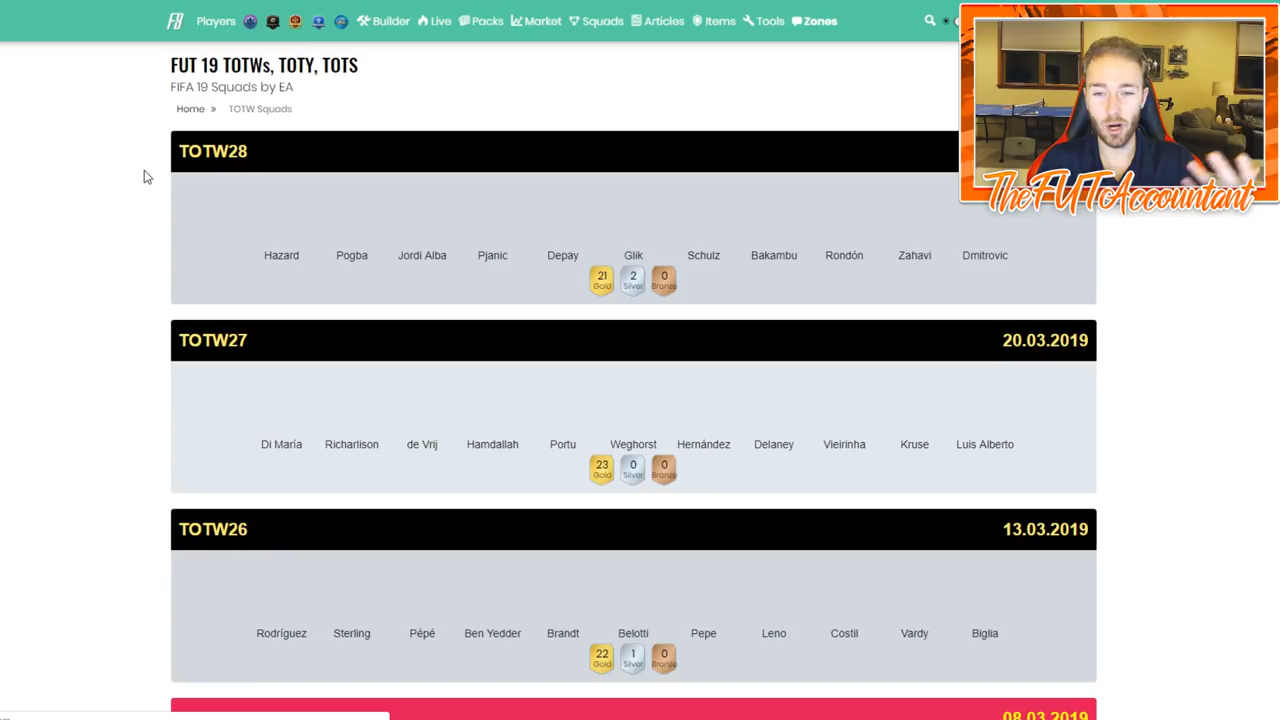 F8 Players Builder Live Packs Market Squads Articles Items Tools Zones
FUT 19 TOTWs, TOTY, TOTS
FIFA 19 Squads by EA
Home » TOTW Squads
TheFUTAccountant
TOTW28
Hazard Pogba Jordi Alba Pjanic Depay Glik Schulz Bakambu Rondón Zahavi Dmitrovic
21 2 0
Gold Silver Bronze
TOTW27 20.03.2019
Di María Richarlison de Vrij Hamdallah Portu Weghorst Hernández Delaney Vieirinha Kruse Luis Alberto
23 0 0
Gold Silver Bronze
TOTW26 13.03.2019
Rodríguez Sterling Pépé Ben Yedder Brandt Belotti Pepe Leno Costil Vardy Biglia
22 1 0
Gold Silver Bronze
08.03.2019